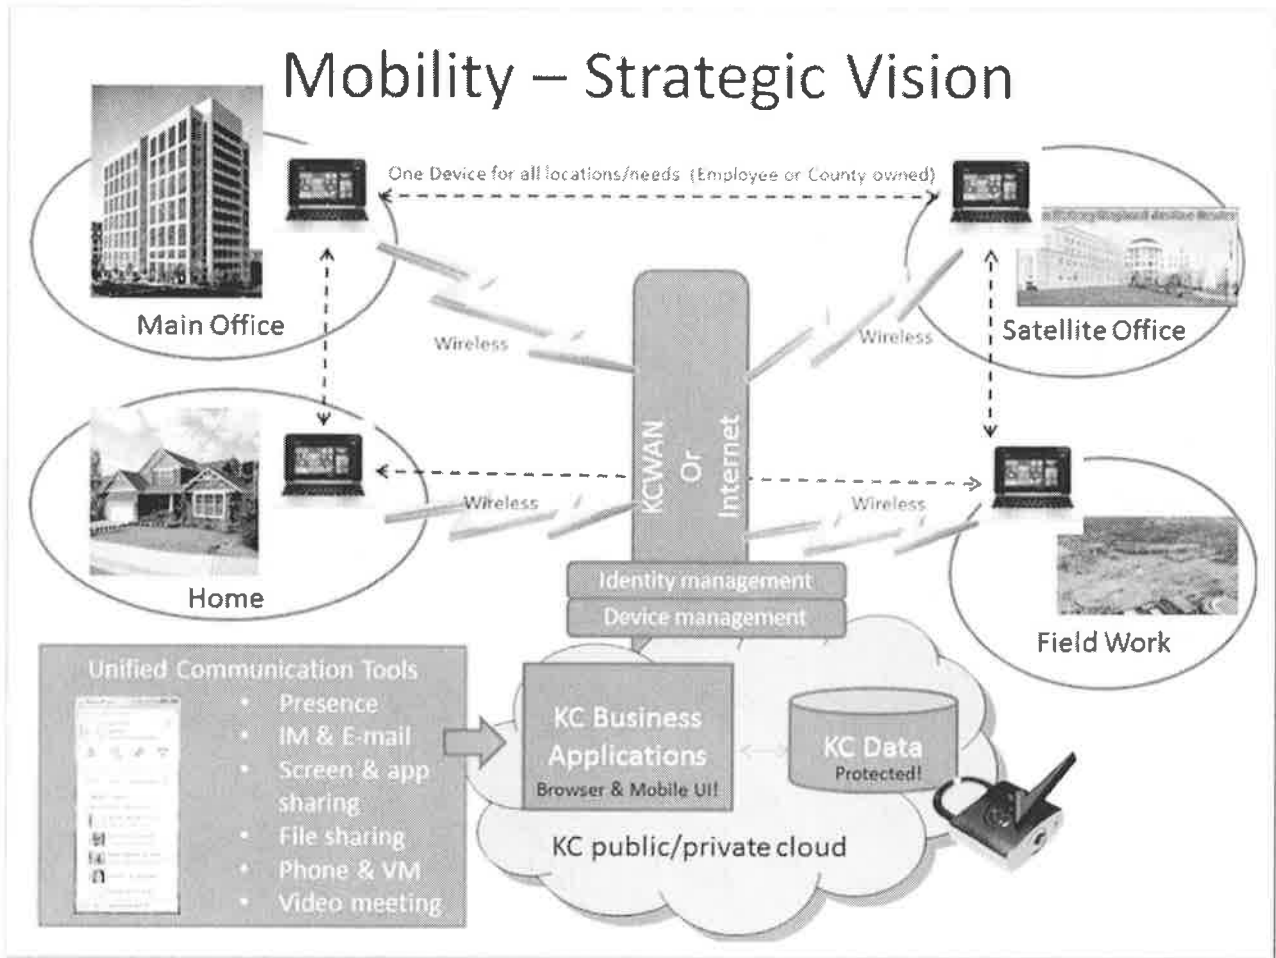 Mobility – Strategic Vision
One Device for all locations/needs (Employee or County owned)
Main Office
Wireless
Wireless
Satellite Office
KCWAN
Or
Internet
Home
Wireless
Wireless
Field Work
Identity management
Device management
Unified Communication Tools
• Presence
• IM & E-mail
• Screen & app
sharing
• File sharing
• Phone & VM
• Video meeting
KC Business
Applications
Browser & Mobile UI!
KC Data
Protected!
KC public/private cloud